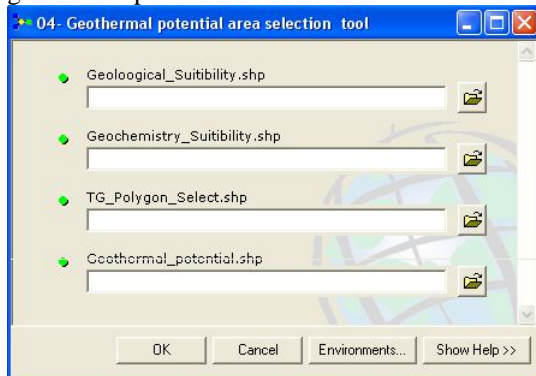 04- Geothermal potential area selection tool
Geoloogical_Suitibility.shp
Geochemistry_Suitibility.shp
TG_Polygon_Select.shp
Geothermal_potential.shp
OK Cancel Environments... Show Help >>